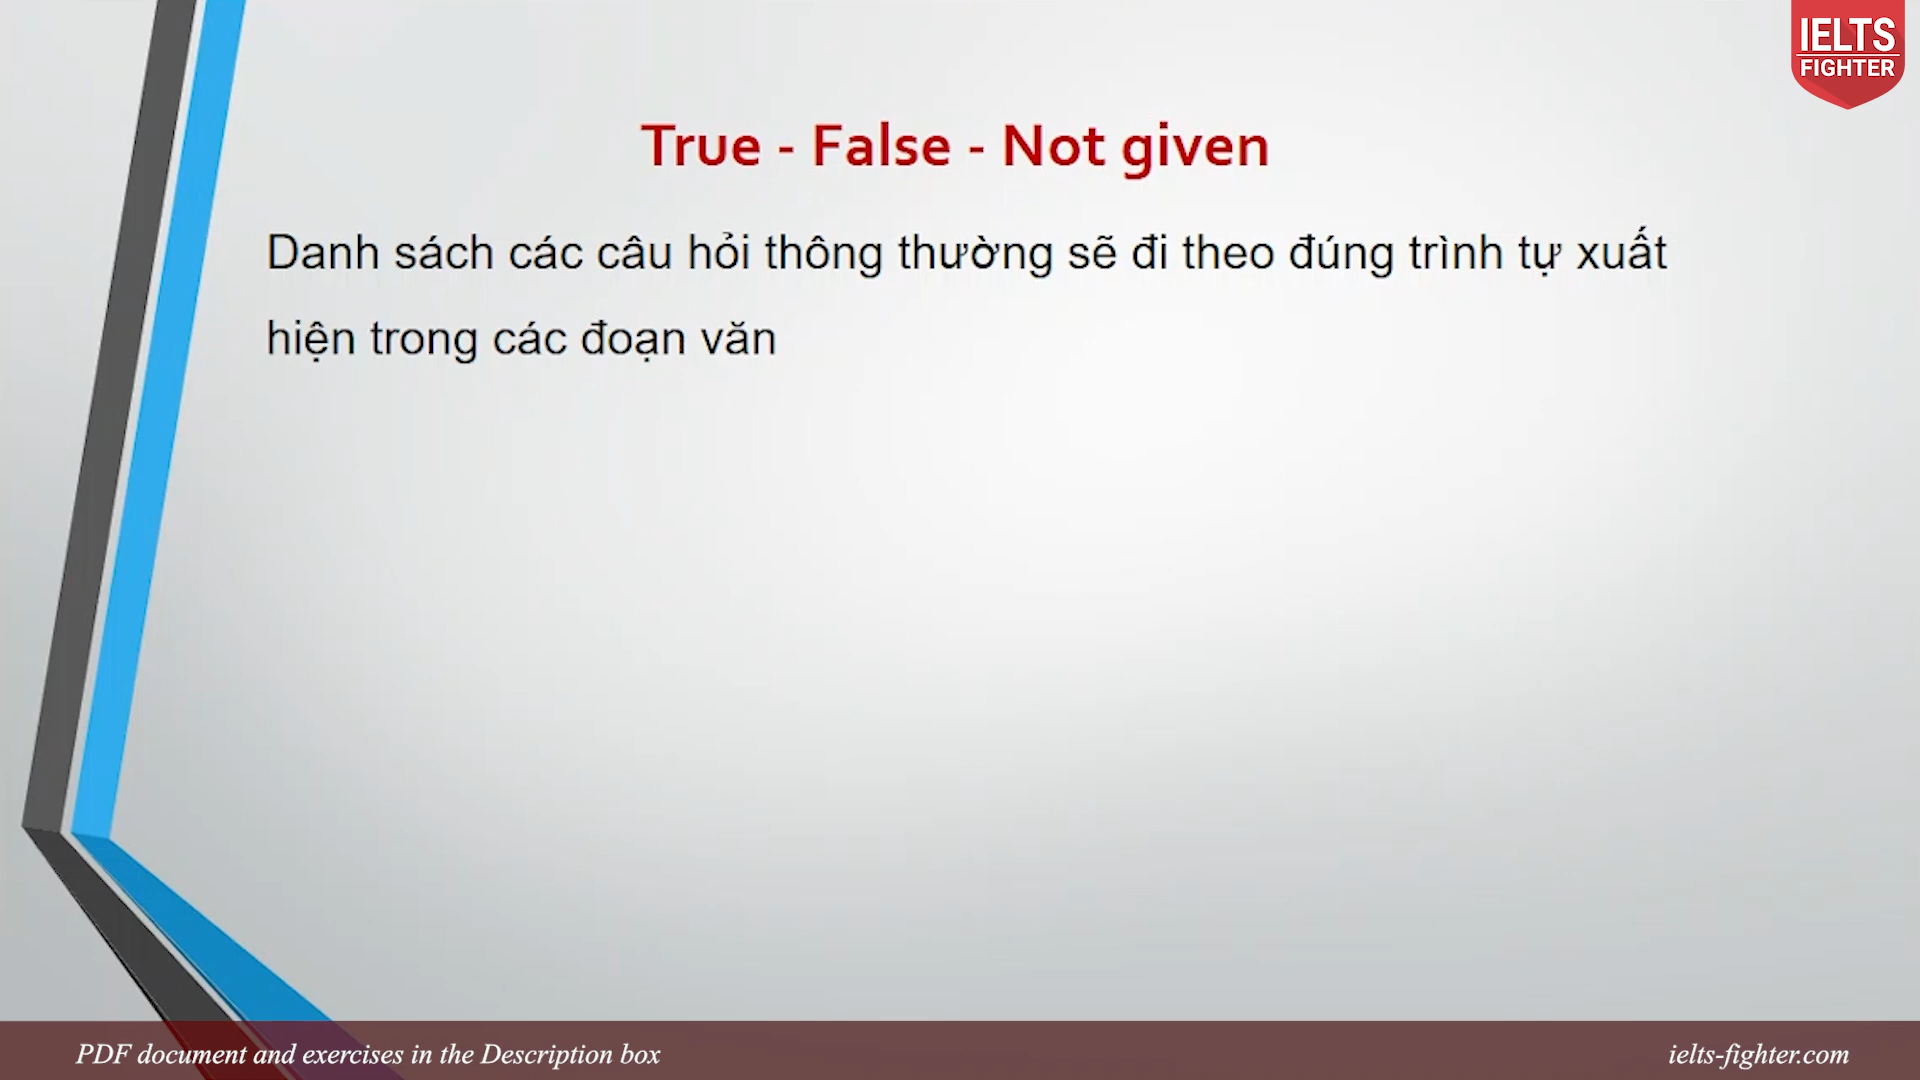 IELTS
FIGHTER
True - False - Not given
Danh sách các câu hỏi thông thường sẽ đi theo đúng trình tự xuất
hiện trong các đoạn văn
PDF document and exercises in the Description box
ielts-fighter.com